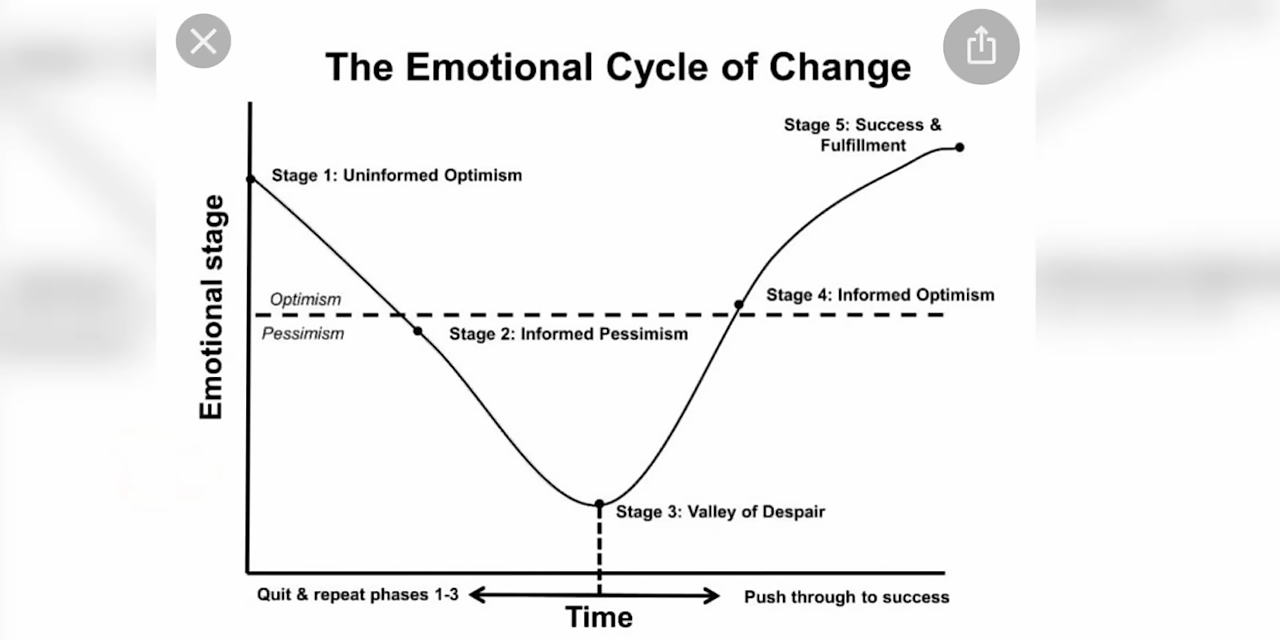 The Emotional Cycle of Change
Stage 5: Success &
Fulfillment
Stage 1: Uninformed Optimism
Emotional stage
Optimism
Stage 4: Informed Optimism
Pessimism
Stage 2: Informed Pessimism
Stage 3: Valley of Despair
Quit & repeat phases 1-3
Push through to success
Time